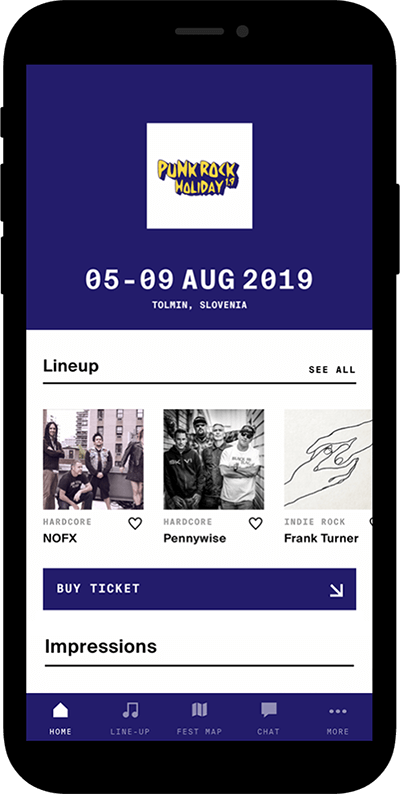 PUNK ROCK
HOLIDAY 1.9
05-09 AUG 2019
TOLMIN, SLOVENIA
Lineup
SEE ALL
HARDCORE
NOFX
HARDCORE
Pennywise
INDIE ROCK
Frank Turner
BUY TICKET
Impressions
HOME
LINE-UP
FEST MAP
CHAT
MORE